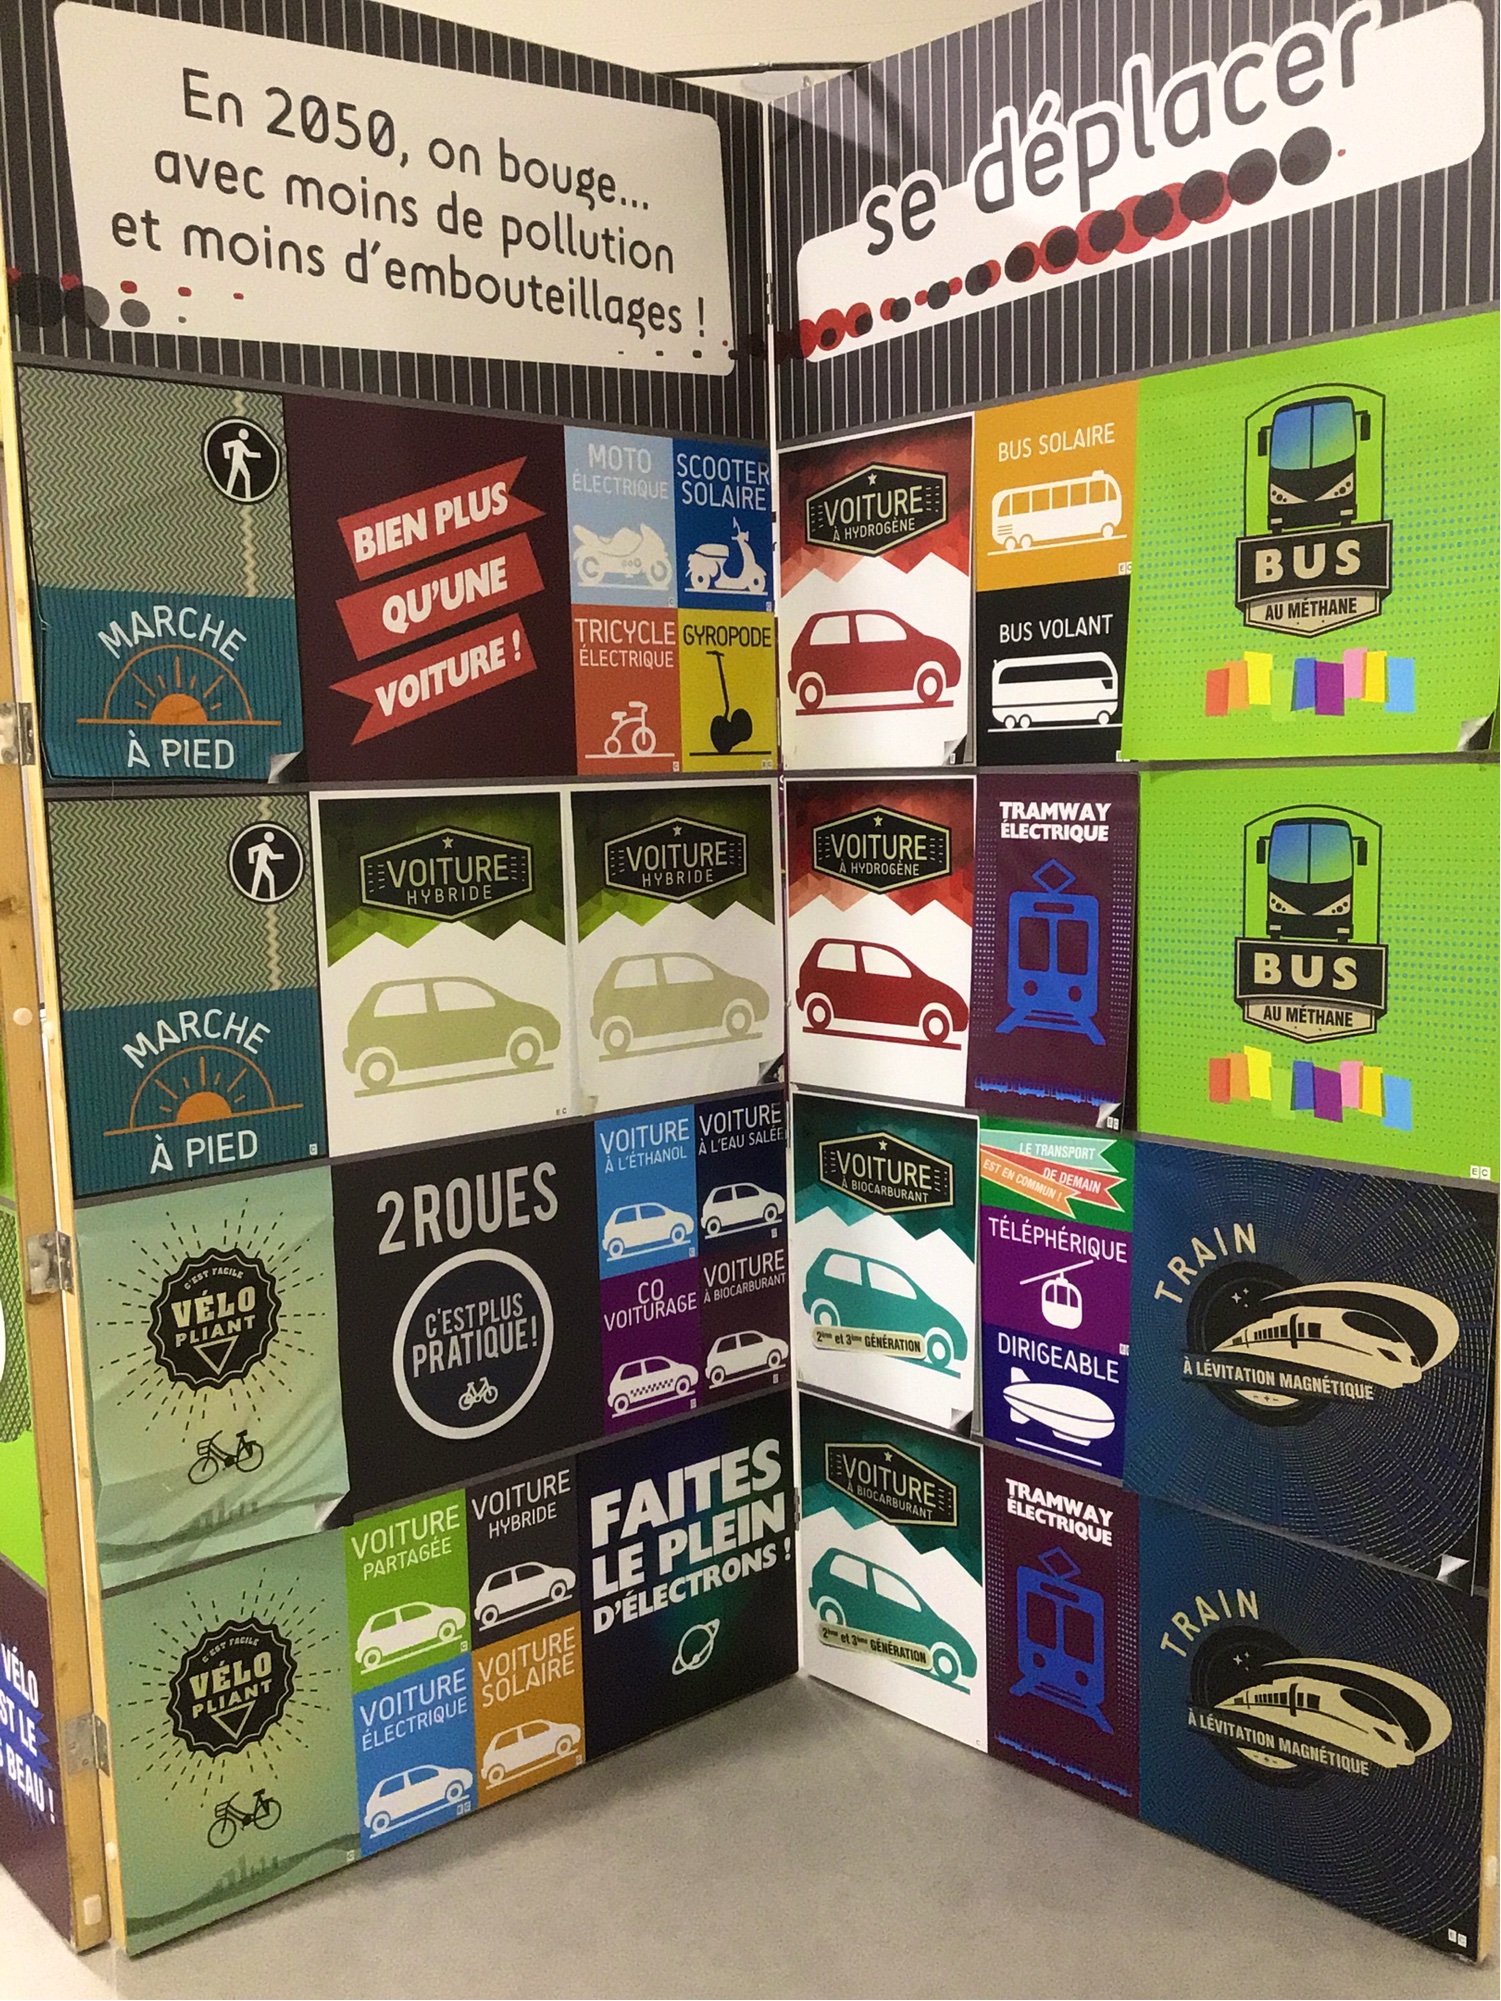 En 2050, on bouge...
avec moins de pollution
et moins d'embouteillages !
se déplacer
MARCHE
À PIED
BIEN PLUS
QU'UNE
VOITURE !
MOTO
ÉLECTRIQUE
SCOOTER
SOLAIRE
TRICYCLE
ÉLECTRIQUE
GYROPODE
VOITURE
À HYDROGÈNE
BUS SOLAIRE
BUS VOLANT
BUS
AU MÉTHANE
MARCHE
À PIED
VOITURE
HYBRIDE
VOITURE
HYBRIDE
VOITURE
À HYDROGÈNE
TRAMWAY
ÉLECTRIQUE
BUS
AU MÉTHANE
C'EST FACILE
VÉLO
PLIANT
2 ROUES
C'EST PLUS
PRATIQUE!
VOITURE
À L'ÉTHANOL
VOITURE
À L'EAU SALÉE
CO
VOITURAGE
VOITURE
À BIOCARBURANT
VOITURE
À BIOCARBURANT
2ème et 3ème GÉNÉRATION
LE TRANSPORT
DE DEMAIN
EST EN COMMUN !
TÉLÉPHÉRIQUE
DIRIGEABLE
TRAIN
À LÉVITATION MAGNÉTIQUE
C'EST FACILE
VÉLO
PLIANT
VOITURE
PARTAGÉE
VOITURE
HYBRIDE
VOITURE
ÉLECTRIQUE
VOITURE
SOLAIRE
FAITES
LE PLEIN
D'ÉLECTRONS !
VOITURE
À BIOCARBURANT
2ème et 3ème GÉNÉRATION
TRAMWAY
ÉLECTRIQUE
TRAIN
À LÉVITATION MAGNÉTIQUE
VÉLO
ST LE
BEAU !